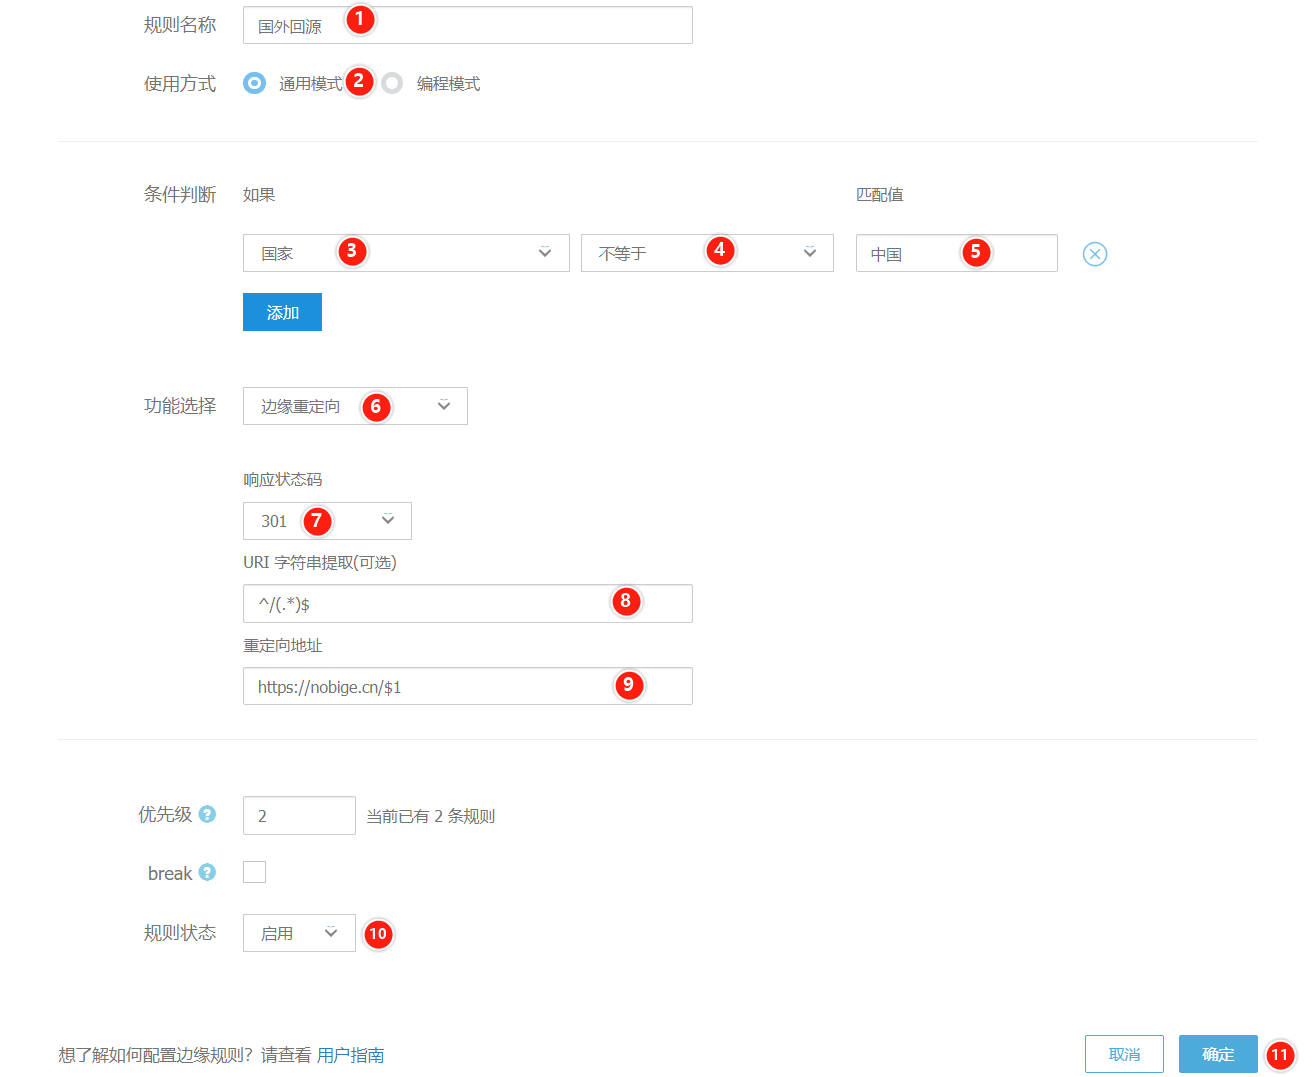 规则名称 国外回源 1
使用方式 通用模式 2 编程模式
条件判断 如果 匹配值
国家 3 不等于 4 中国 5
添加
功能选择 边缘重定向 6
响应状态码
301 7
URI 字符串提取(可选)
^/(.*)$ 8
重定向地址
https://nobige.cn/$1 9
优先级 ? 2 当前已有 2 条规则
break ?
规则状态 启用 10
想了解如何配置边缘规则? 请查看 用户指南 取消 确定 11